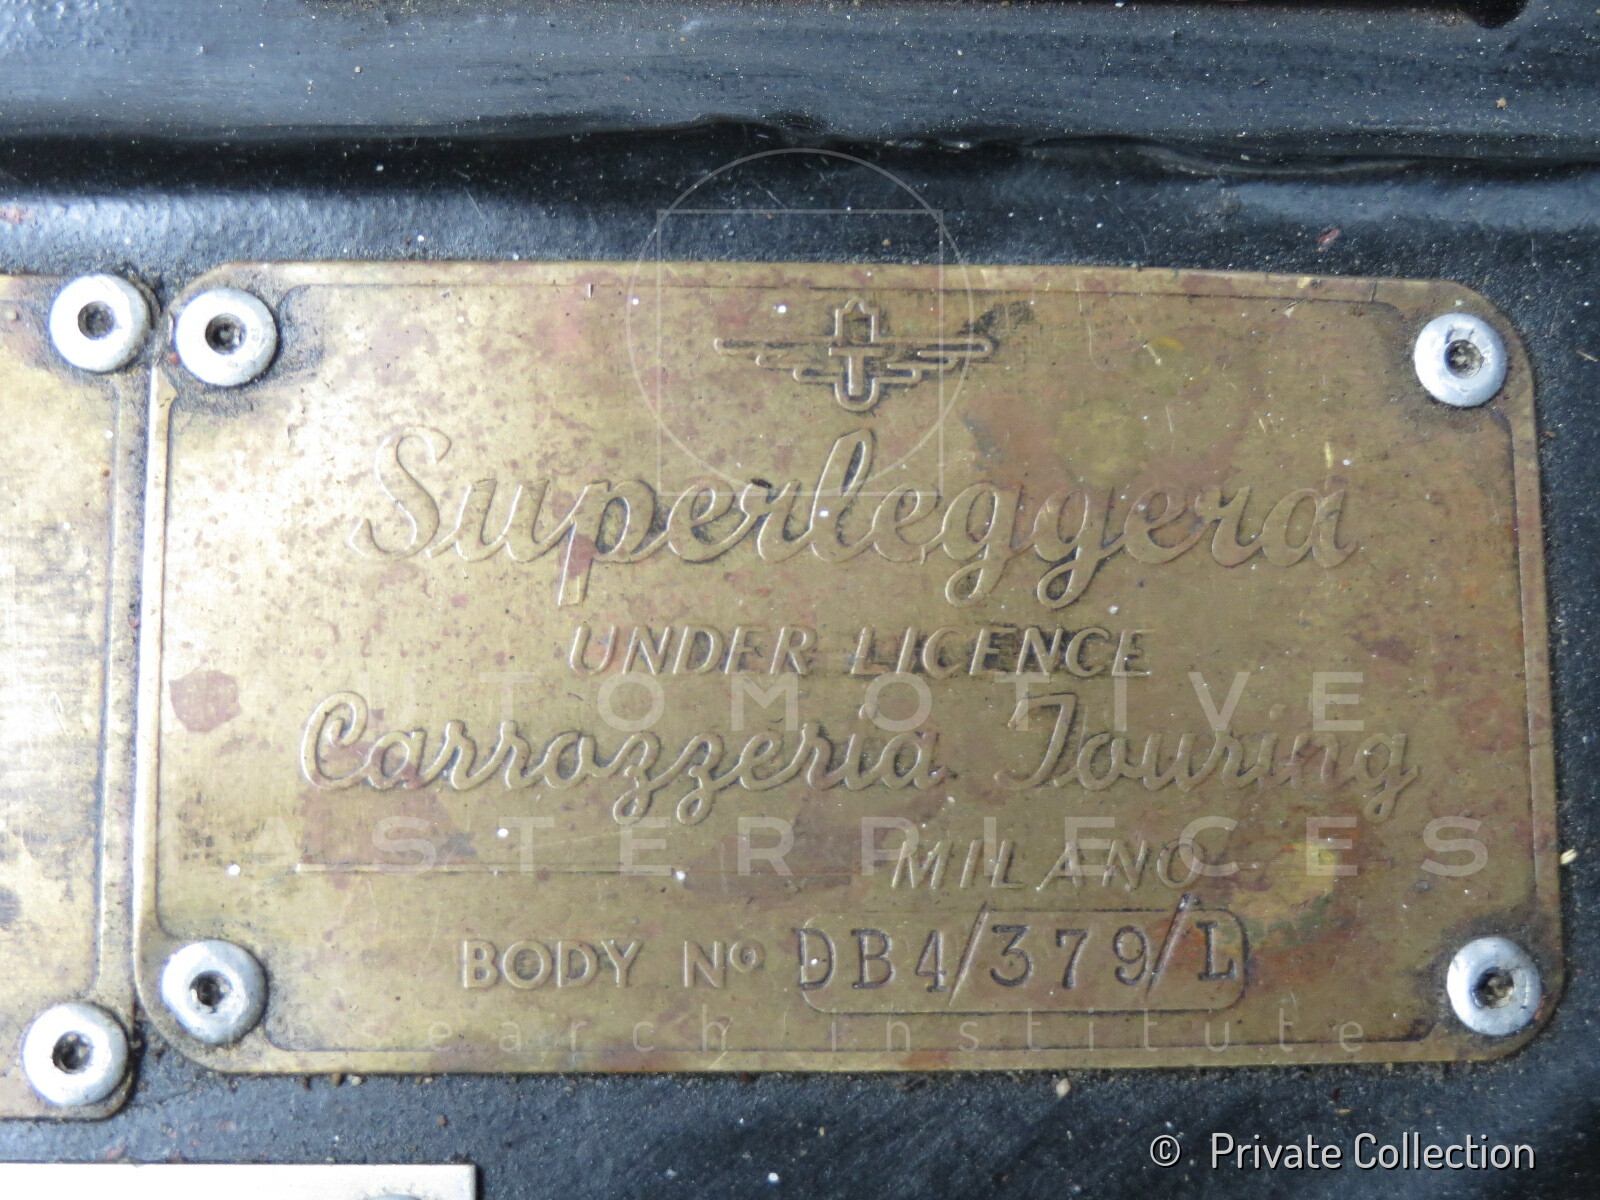 Superleggera
UNDER LICENCE
AUTOMOTIVE
Carrozzeria Touring
MASTERPIECES
MILANO
BODY Nº DB4/379/L
research institute
© Private Collection